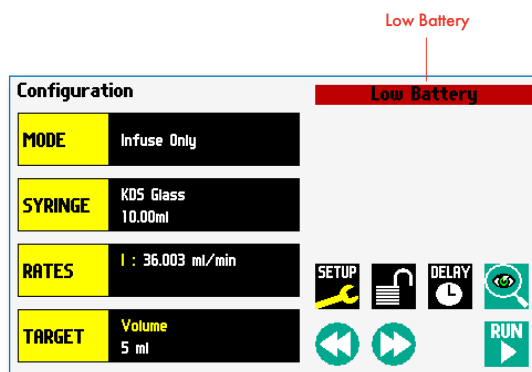 Low Battery
Configuration
Low Battery
MODE
Infuse Only
SYRINGE
KDS Glass
10.00ml
RATES
I : 36.003 ml/min
TARGET
Volume
5 ml
SETUP
DELAY
RUN